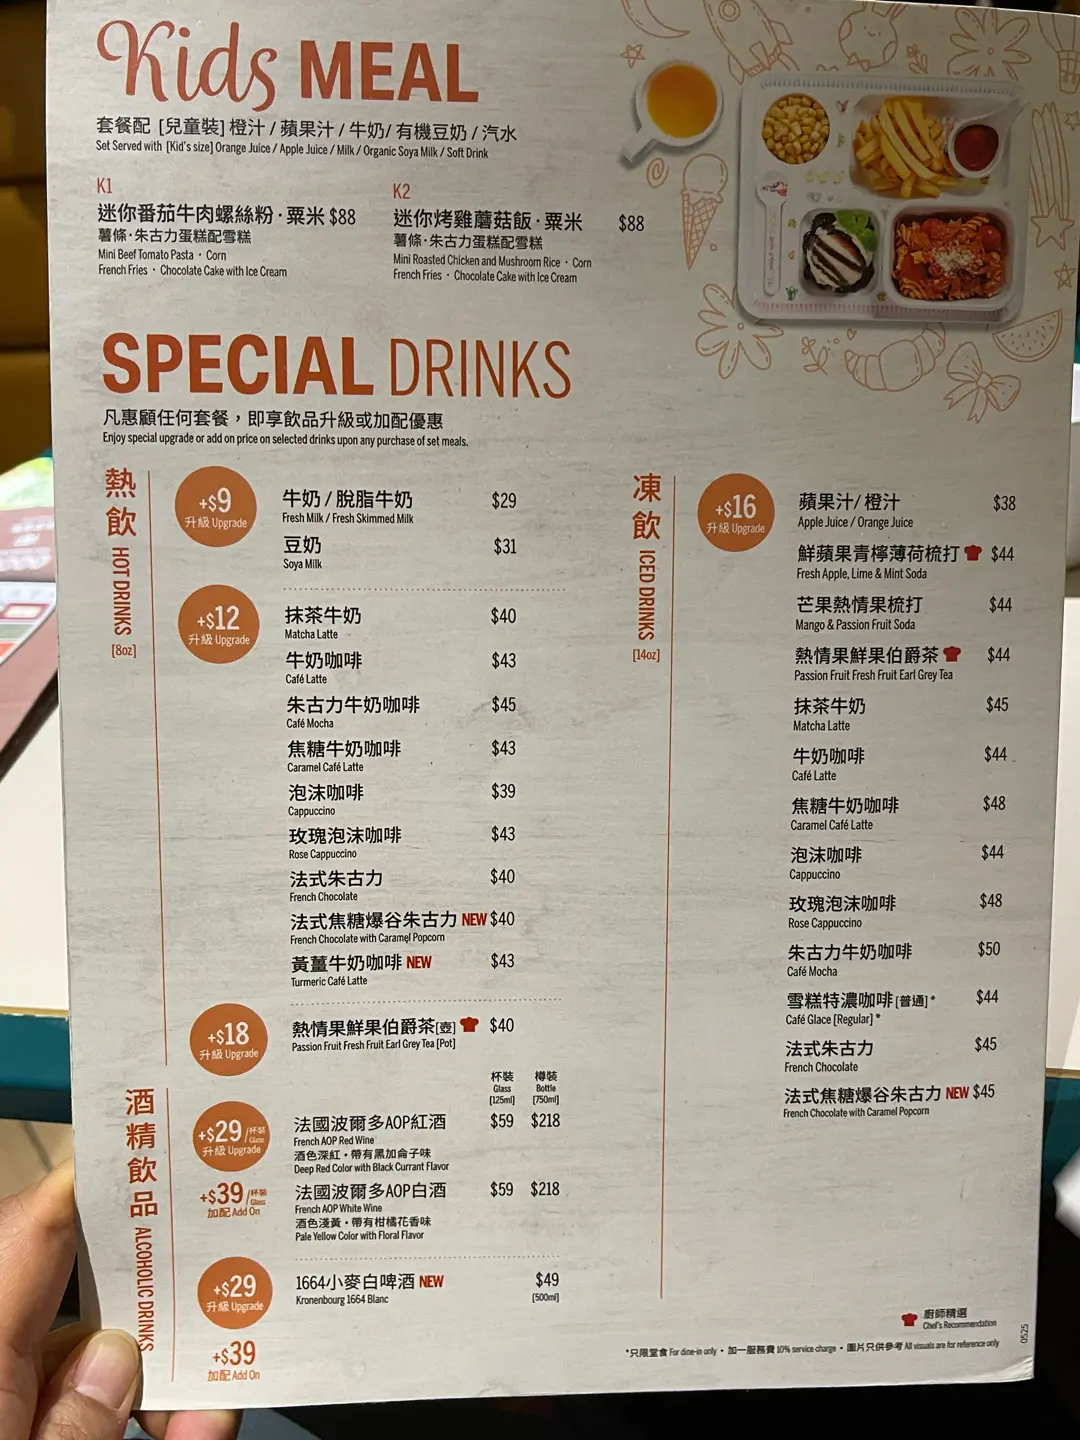 Kids MEAL
套餐配 [兒童裝] 橙汁 / 蘋果汁 / 牛奶 / 有機豆奶 / 汽水
Set Served with [Kid's size] Orange Juice / Apple Juice / Milk / Organic Soya Milk / Soft Drink
K1
迷你番茄牛肉螺絲粉 · 粟米 $88
薯條 · 朱古力蛋糕配雪糕
Mini Beef Tomato Pasta · Corn
French Fries · Chocolate Cake with Ice Cream
K2
迷你烤雞蘑菇飯 · 粟米 $88
薯條 · 朱古力蛋糕配雪糕
Mini Roasted Chicken and Mushroom Rice · Corn
French Fries · Chocolate Cake with Ice Cream
SPECIAL DRINKS
凡惠顧任何套餐，即享飲品升級或加配優惠
Enjoy special upgrade or add on price on selected drinks upon any purchase of set meals.
熱飲 HOT DRINKS [8oz]
+$9
升級 Upgrade
牛奶 / 脫脂牛奶 $29
Fresh Milk / Fresh Skimmed Milk
豆奶 $31
Soya Milk
+$12
升級 Upgrade
抹茶牛奶 $40
Matcha Latte
牛奶咖啡 $43
Café Latte
朱古力牛奶咖啡 $45
Café Mocha
焦糖牛奶咖啡 $43
Caramel Café Latte
泡沫咖啡 $39
Cappuccino
玫瑰泡沫咖啡 $43
Rose Cappuccino
法式朱古力 $40
French Chocolate
法式焦糖爆谷朱古力 NEW $40
French Chocolate with Caramel Popcorn
黃薑牛奶咖啡 NEW $43
Turmeric Café Latte
+$18
升級 Upgrade
熱情果鮮果伯爵茶[壺] $40
Passion Fruit Fresh Fruit Earl Grey Tea [Pot]
酒精飲品 ALCOHOLIC DRINKS
杯裝 樽裝
Glass Bottle
[125ml] [750ml]
+$29 /杯裝 Glass
升級 Upgrade
+$39 /杯裝 Glass
加配 Add On
法國波爾多AOP紅酒 $59 $218
French AOP Red Wine
酒色深紅 · 帶有黑加侖子味
Deep Red Color with Black Currant Flavor
法國波爾多AOP白酒 $59 $218
French AOP White Wine
酒色淺黃 · 帶有柑橘花香味
Pale Yellow Color with Floral Flavor
+$29
升級 Upgrade
+$39
加配 Add On
1664小麥白啤酒 NEW $49
Kronenbourg 1664 Blanc [500ml]
凍飲 ICED DRINKS [14oz]
+$16
升級 Upgrade
蘋果汁/ 橙汁 $38
Apple Juice / Orange Juice
鮮蘋果青檸薄荷梳打 $44
Fresh Apple, Lime & Mint Soda
芒果熱情果梳打 $44
Mango & Passion Fruit Soda
熱情果鮮果伯爵茶 $44
Passion Fruit Fresh Fruit Earl Grey Tea
抹茶牛奶 $45
Matcha Latte
牛奶咖啡 $44
Café Latte
焦糖牛奶咖啡 $48
Caramel Café Latte
泡沫咖啡 $44
Cappuccino
玫瑰泡沫咖啡 $48
Rose Cappuccino
朱古力牛奶咖啡 $50
Café Mocha
雪糕特濃咖啡 [普通] * $44
Café Glace [Regular] *
法式朱古力 $45
French Chocolate
法式焦糖爆谷朱古力 NEW $45
French Chocolate with Caramel Popcorn
廚師精選
Chef's Recommendation
*只限堂食 For dine-in only · 加一服務費 10% service charge · 圖片只供參考 All visuals are for reference only
0525